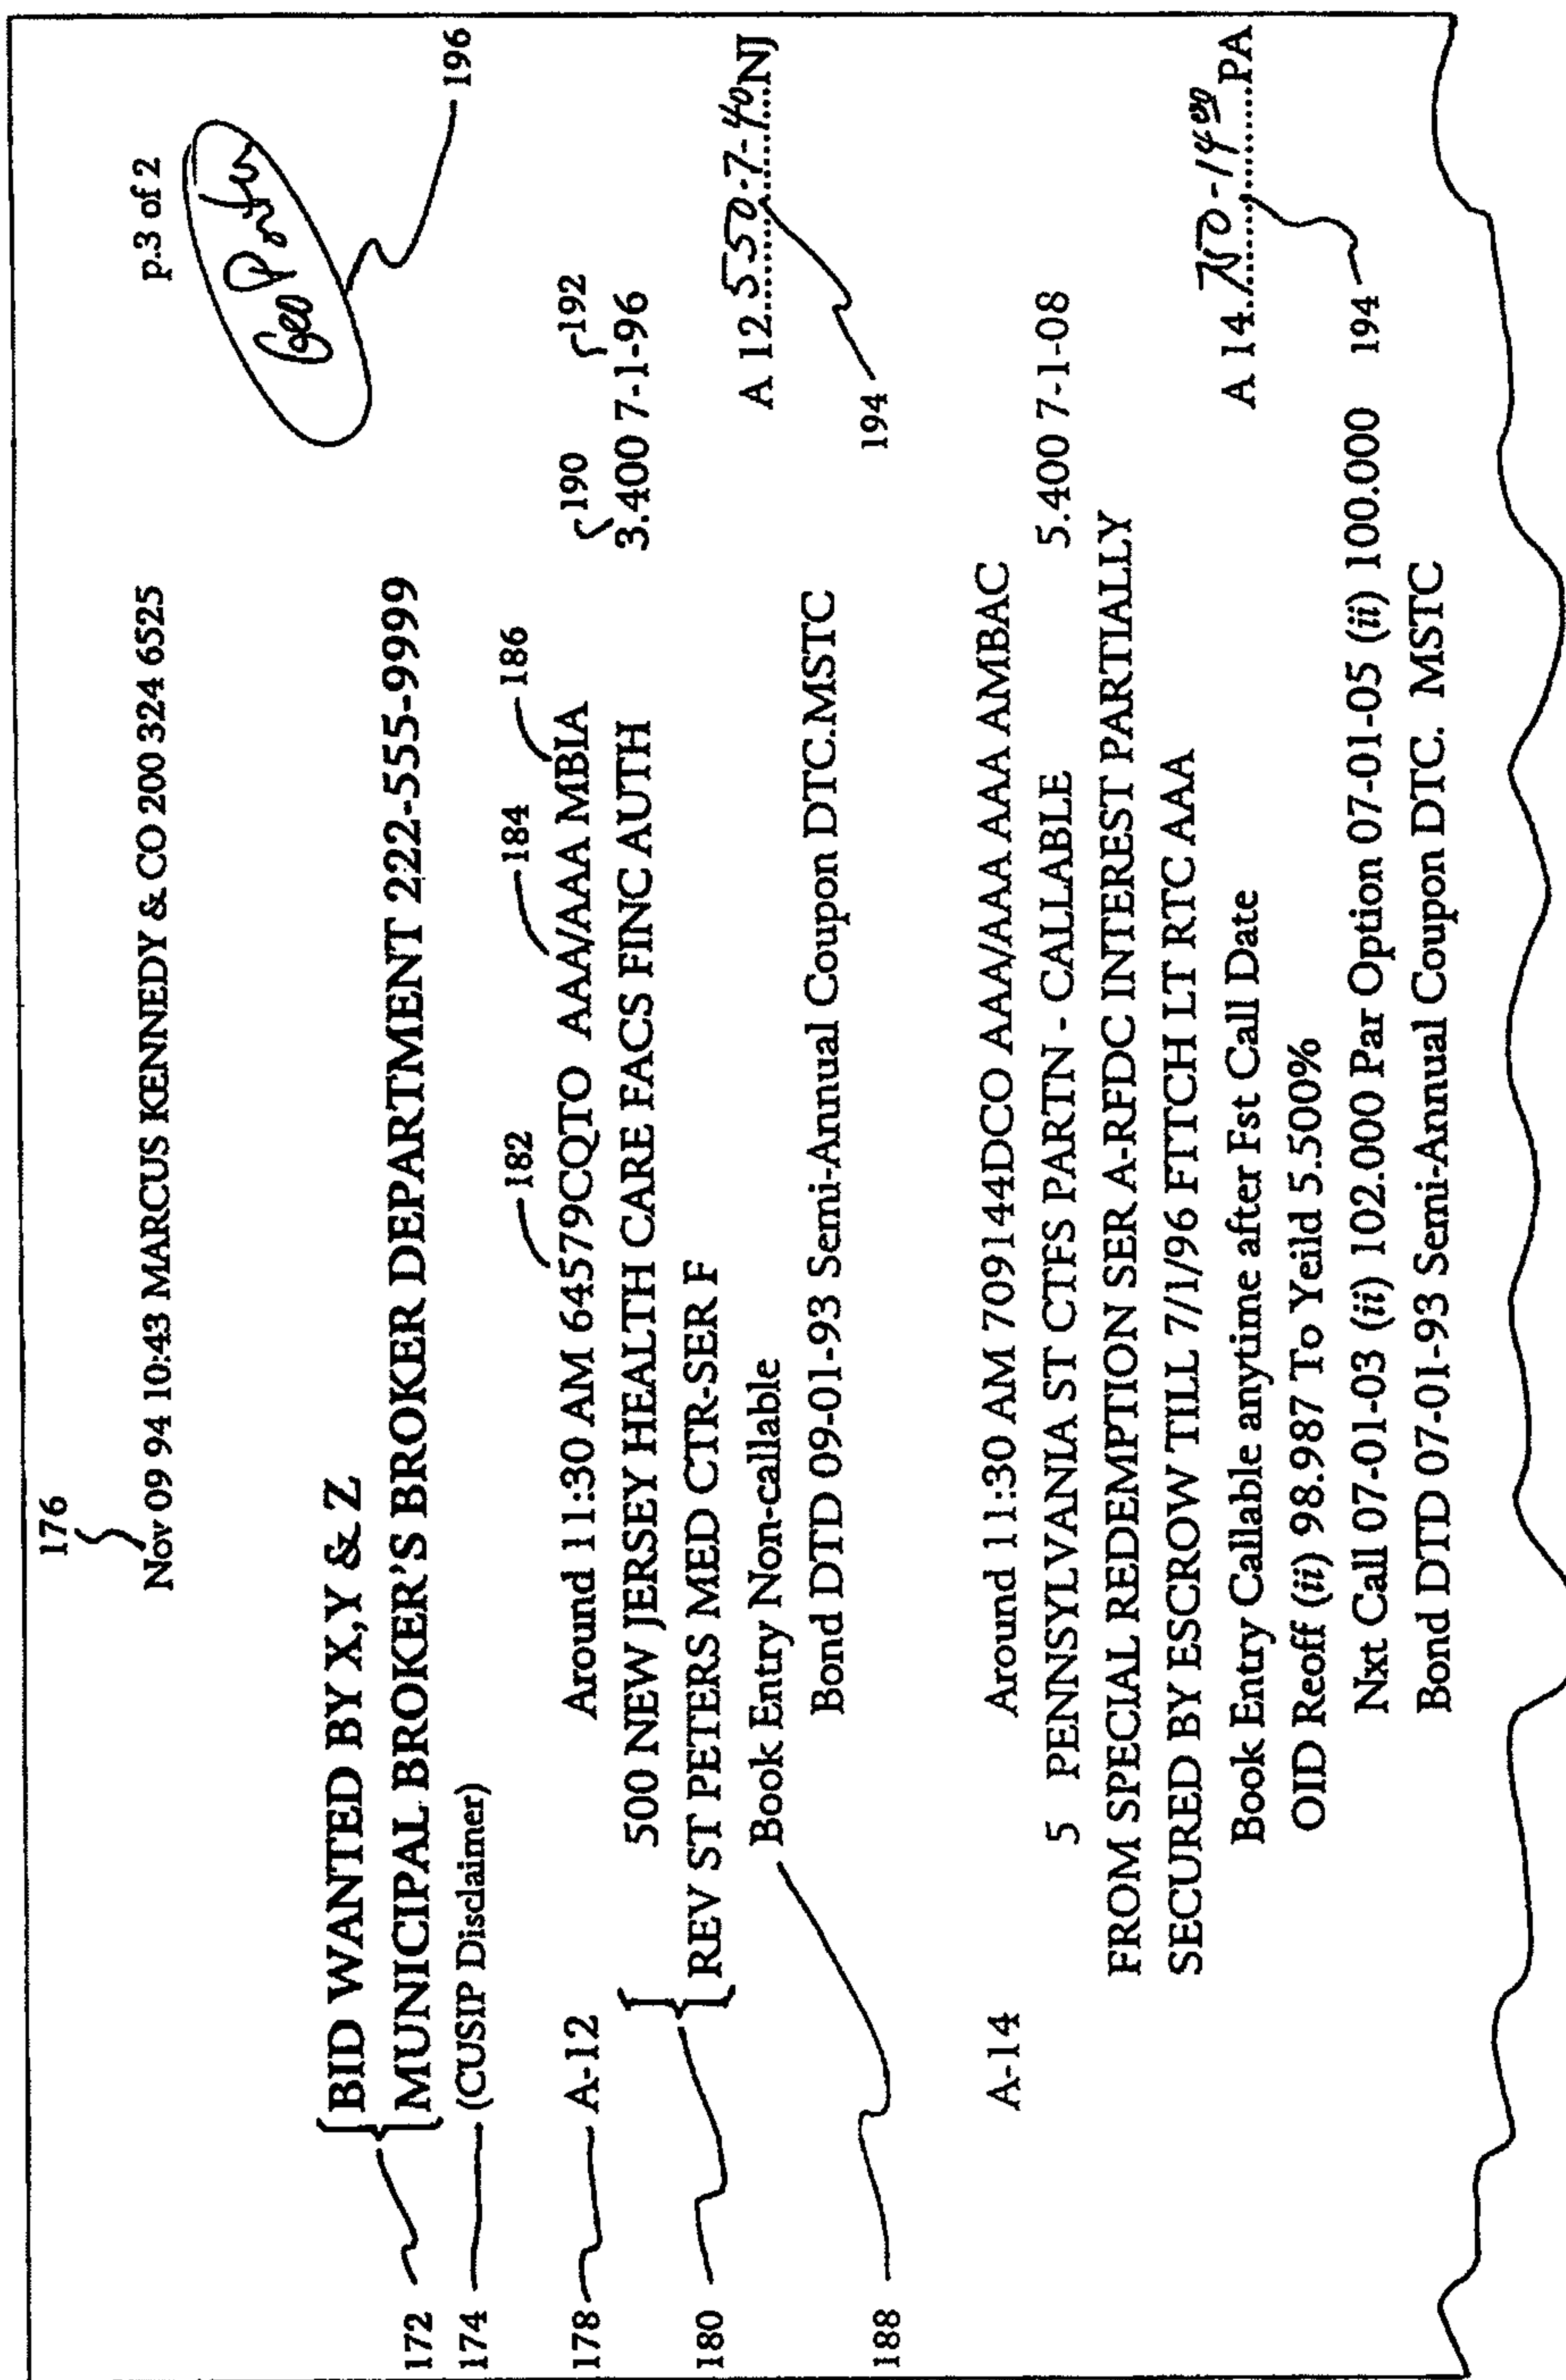 176
Nov 09 94 10:43 MARCUS KENNEDY & CO 200 324 6525 p.3 of 2
196
172 BID WANTED BY X,Y & Z
MUNICIPAL BROKER'S BROKER DEPARTMENT 222-555-9999
174 (CUSIP Disclaimer)
182 184 186
178 A-12 Around 11:30 AM 64579CQTO AAA/AAA MBIA 190 192
180 500 NEW JERSEY HEALTH CARE FACS FINC AUTH 3.400 7-1-96
REV ST PETERS MED CTR-SER F
188 Book Entry Non-callable A 12 550-7-40 NJ
Bond DTD 09-01-93 Semi-Annual Coupon DTC.MSTC
194
A-14 Around 11:30 AM 709144DCO AAA/AAA AAA AMBAC
5 PENNSYLVANIA ST CTFS PARTN - CALLABLE 5.400 7-1-08
FROM SPECIAL REDEMPTION SER A-RFDC INTEREST PARTIALLY
SECURED BY ESCROW TILL 7/1/96 FTTCH LT RTC AAA
Book Entry Callable anytime after Fst Call Date A 14 PA
OID Reoff (ii) 98.987 To Yeild 5.500%
Nxt Call 07-01-03 (ii) 102.000 Par Option 07-01-05 (ii) 100.000 194
Bond DTD 07-01-93 Semi-Annual Coupon DTC. MSTC